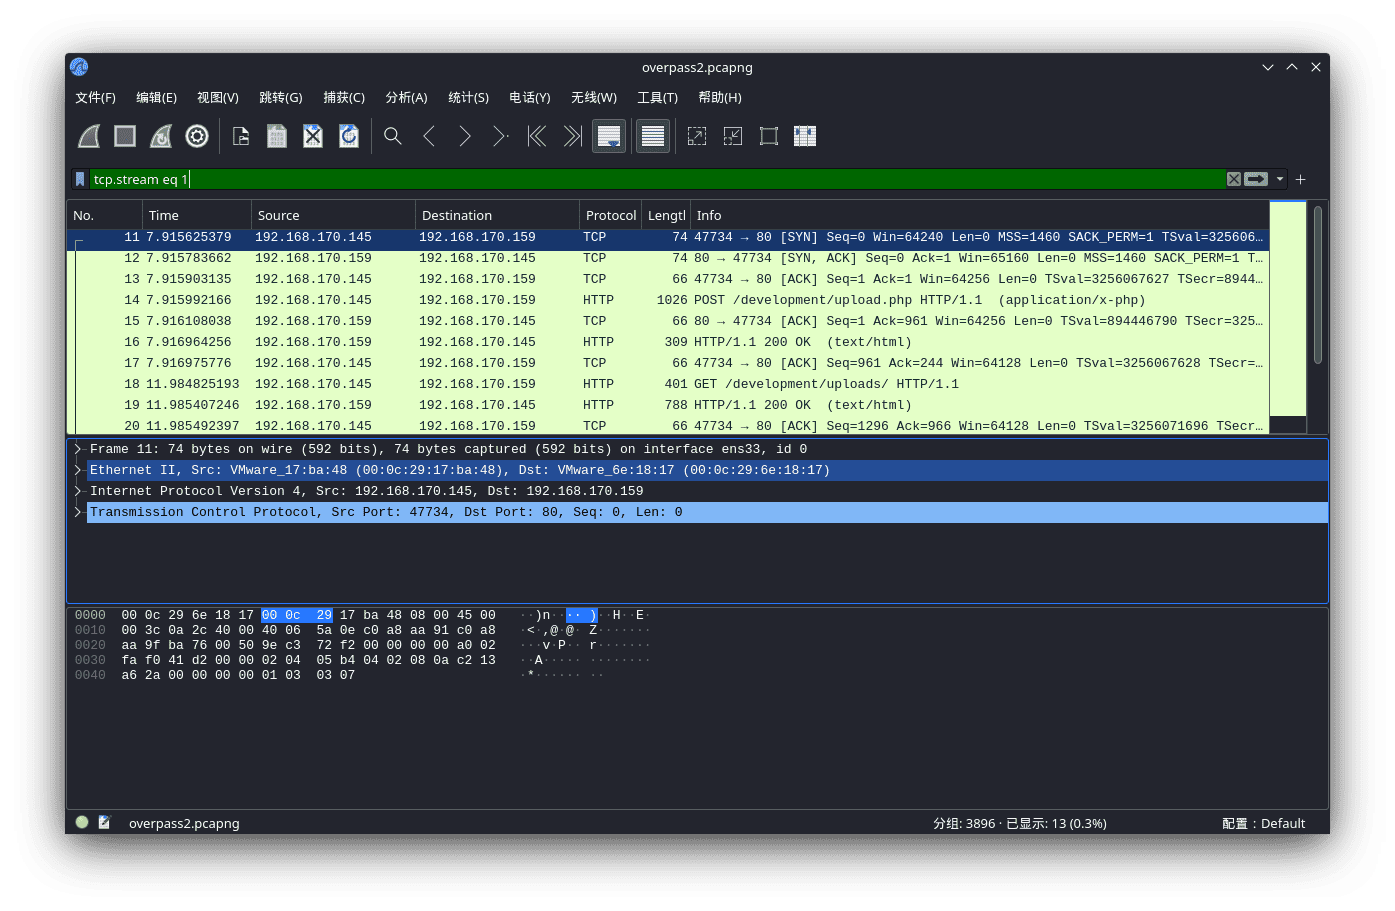 overpass2.pcapng
文件(F) 编辑(E) 视图(V) 跳转(G) 捕获(C) 分析(A) 统计(S) 电话(Y) 无线(W) 工具(T) 帮助(H)
tcp.stream eq 1
No. Time Source Destination Protocol Lengtl Info
11 7.915625379 192.168.170.145 192.168.170.159 TCP 74 47734 → 80 [SYN] Seq=0 Win=64240 Len=0 MSS=1460 SACK_PERM=1 TSval=325606…
12 7.915783662 192.168.170.159 192.168.170.145 TCP 74 80 → 47734 [SYN, ACK] Seq=0 Ack=1 Win=65160 Len=0 MSS=1460 SACK_PERM=1 T…
13 7.915903135 192.168.170.145 192.168.170.159 TCP 66 47734 → 80 [ACK] Seq=1 Ack=1 Win=64256 Len=0 TSval=3256067627 TSecr=8944…
14 7.915992166 192.168.170.145 192.168.170.159 HTTP 1026 POST /development/upload.php HTTP/1.1  (application/x-php)
15 7.916108038 192.168.170.159 192.168.170.145 TCP 66 80 → 47734 [ACK] Seq=1 Ack=961 Win=64256 Len=0 TSval=894446790 TSecr=325…
16 7.916964256 192.168.170.159 192.168.170.145 HTTP 309 HTTP/1.1 200 OK  (text/html)
17 7.916975776 192.168.170.145 192.168.170.159 TCP 66 47734 → 80 [ACK] Seq=961 Ack=244 Win=64128 Len=0 TSval=3256067628 TSecr=…
18 11.984825193 192.168.170.145 192.168.170.159 HTTP 401 GET /development/uploads/ HTTP/1.1
19 11.985407246 192.168.170.159 192.168.170.145 HTTP 788 HTTP/1.1 200 OK  (text/html)
20 11.985492397 192.168.170.145 192.168.170.159 TCP 66 47734 → 80 [ACK] Seq=1296 Ack=966 Win=64128 Len=0 TSval=3256071696 TSecr…
Frame 11: 74 bytes on wire (592 bits), 74 bytes captured (592 bits) on interface ens33, id 0
Ethernet II, Src: VMware_17:ba:48 (00:0c:29:17:ba:48), Dst: VMware_6e:18:17 (00:0c:29:6e:18:17)
Internet Protocol Version 4, Src: 192.168.170.145, Dst: 192.168.170.159
Transmission Control Protocol, Src Port: 47734, Dst Port: 80, Seq: 0, Len: 0
0000 00 0c 29 6e 18 17 00 0c 29 17 ba 48 08 00 45 00 ··)n·· ·· )··H··E·
0010 00 3c 0a 2c 40 00 40 06 5a 0e c0 a8 aa 91 c0 a8 ·<·,@·@· Z·······
0020 aa 9f ba 76 00 50 9e c3 72 f2 00 00 00 00 a0 02 ···v·P·· r·······
0030 fa f0 41 d2 00 00 02 04 05 b4 04 02 08 0a c2 13 ··A····· ········
0040 a6 2a 00 00 00 00 01 03 03 07 ·*······ ··
overpass2.pcapng 分组: 3896 · 已显示: 13 (0.3%) 配置：Default